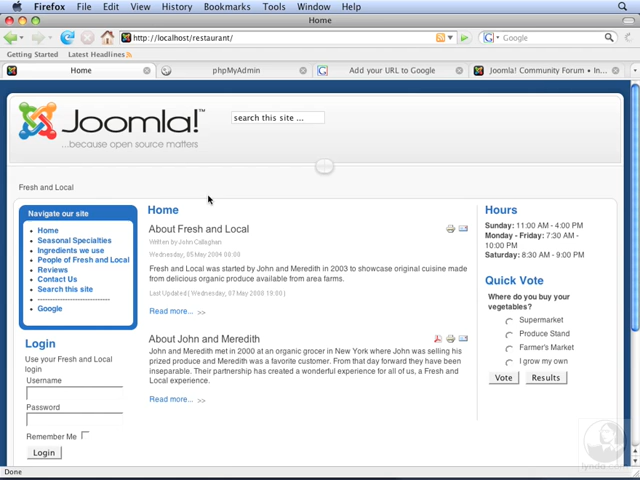 Firefox File Edit View History Bookmarks Tools Window Help
Home
http://localhost/restaurant/
Google
Getting Started Latest Headlines
Home phpMyAdmin Add your URL to Google Joomla! Community Forum • In...
Joomla!™
...because open source matters
search this site ...
Fresh and Local
Navigate our site
Home
Seasonal Specialties
Ingredients we use
People of Fresh and Local
Reviews
Contact Us
Search this site
----------------------------
Google
Login
Use your Fresh and Local
login
Username
Password
Remember Me
Login
Home
About Fresh and Local
Written by John Callaghan
Wednesday, 05 May 2004 00:00
Fresh and Local was started by John and Meredith in 2003 to showcase original cuisine made
from delicious organic produce available from area farms.
Last Updated ( Wednesday, 07 May 2008 19:00 )
Read more... >>
About John and Meredith
John and Meredith met in 2000 at an organic grocer in New York where John was selling his
prized produce and Meredith was a favorite customer. From that day forward they have been
inseparable. Their partnership has created a wonderful experience for all of us, a Fresh and
Local experience.
Read more... >>
Hours
Sunday: 11:00 AM - 4:00 PM
Monday - Friday: 7:30 AM -
10:00 PM
Saturday: 8:30 AM - 9:00 PM
Quick Vote
Where do you buy your
vegetables?
Supermarket
Produce Stand
Farmer's Market
I grow my own
Vote Results
lynda.com
Done